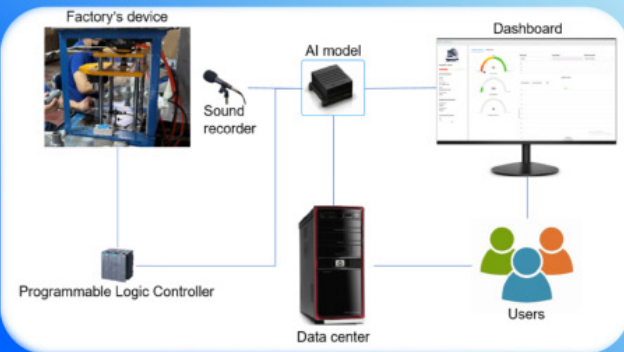 Factory's device
Dashboard
AI model
Sound
recorder
Programmable Logic Controller
Data center
Users